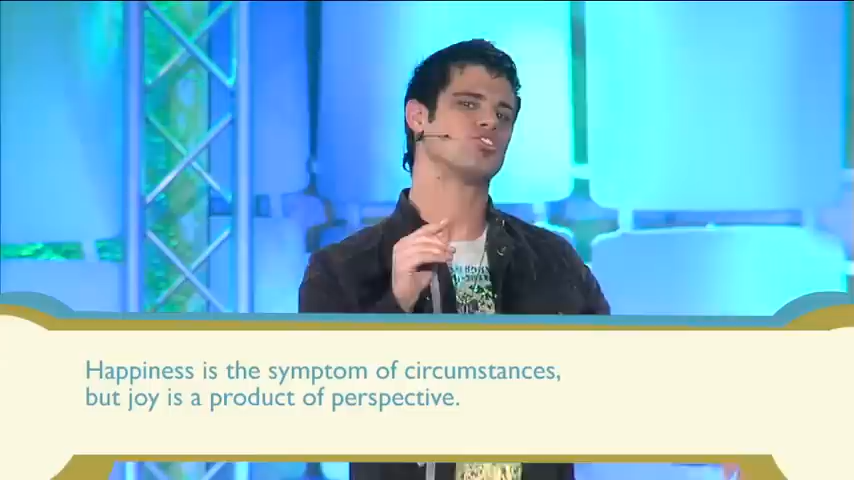 Happiness is the symptom of circumstances,
but joy is a product of perspective.